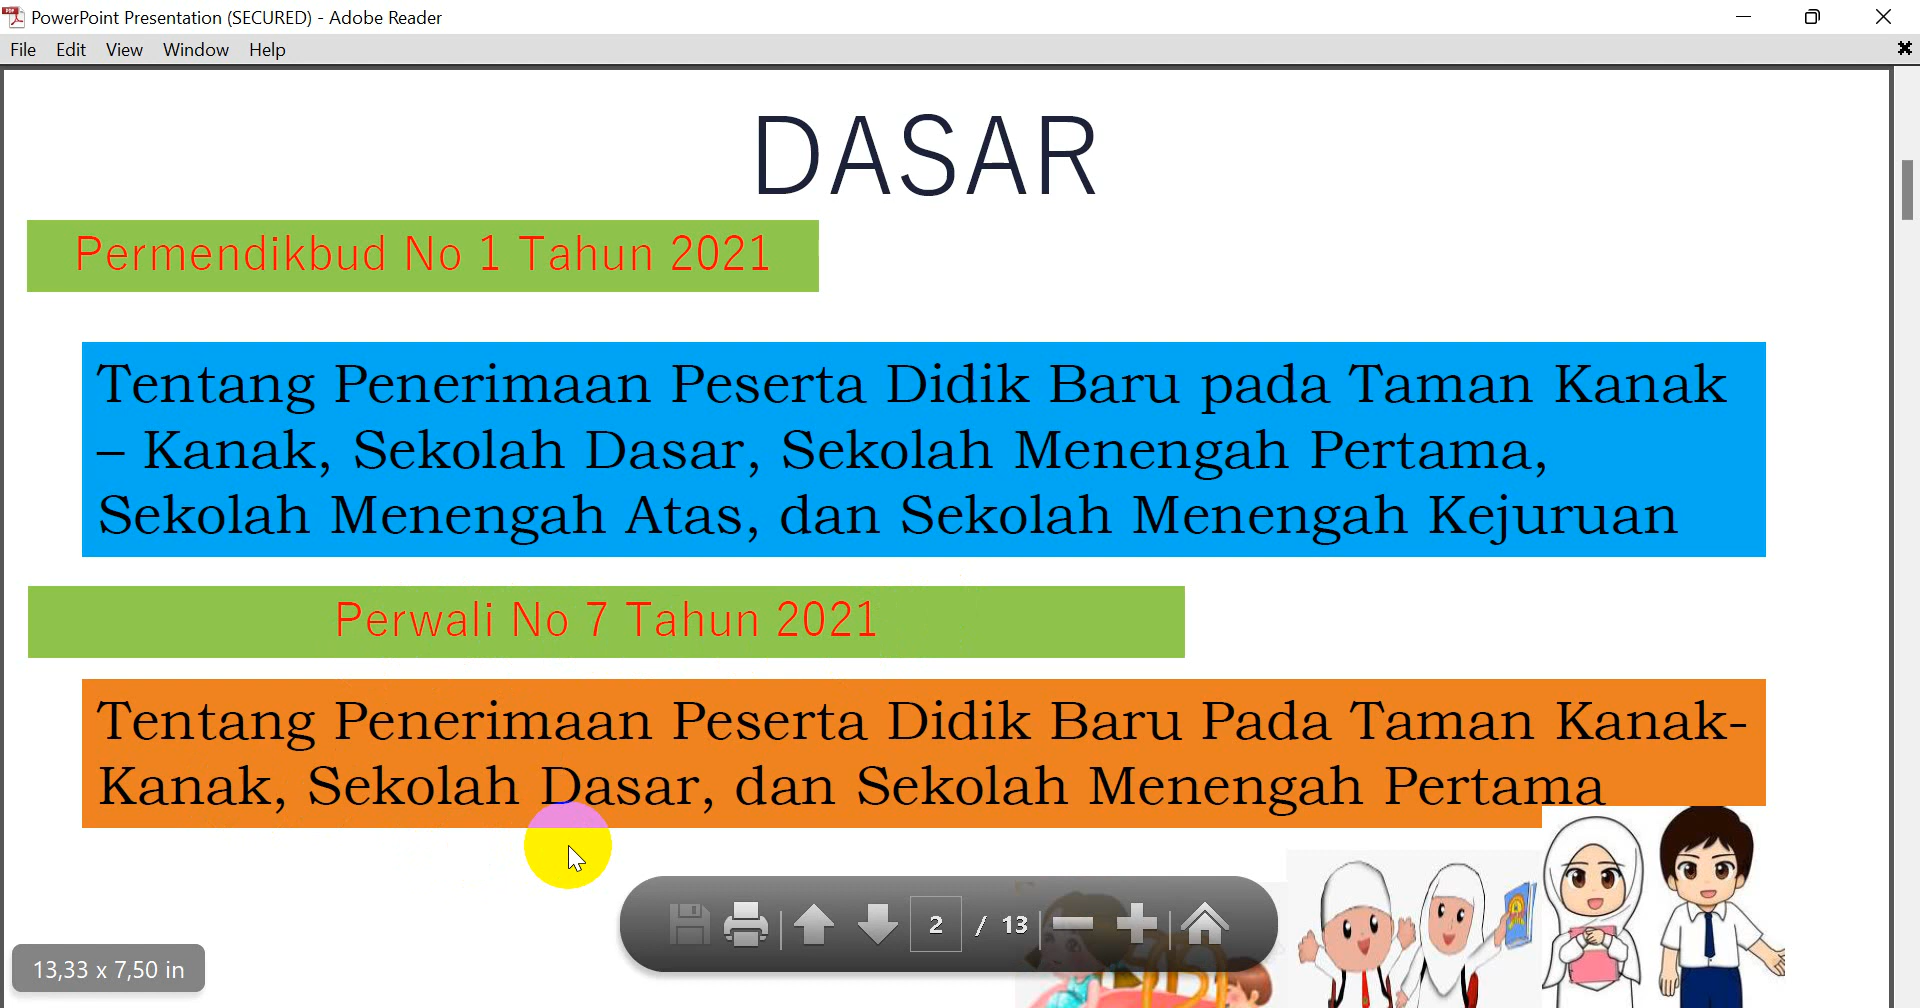 PowerPoint Presentation (SECURED) - Adobe Reader
File Edit View Window Help
DASAR
Permendikbud No 1 Tahun 2021
Tentang Penerimaan Peserta Didik Baru pada Taman Kanak
– Kanak, Sekolah Dasar, Sekolah Menengah Pertama,
Sekolah Menengah Atas, dan Sekolah Menengah Kejuruan
Perwali No 7 Tahun 2021
Tentang Penerimaan Peserta Didik Baru Pada Taman Kanak-
Kanak, Sekolah Dasar, dan Sekolah Menengah Pertama
2 / 13
13,33 x 7,50 in